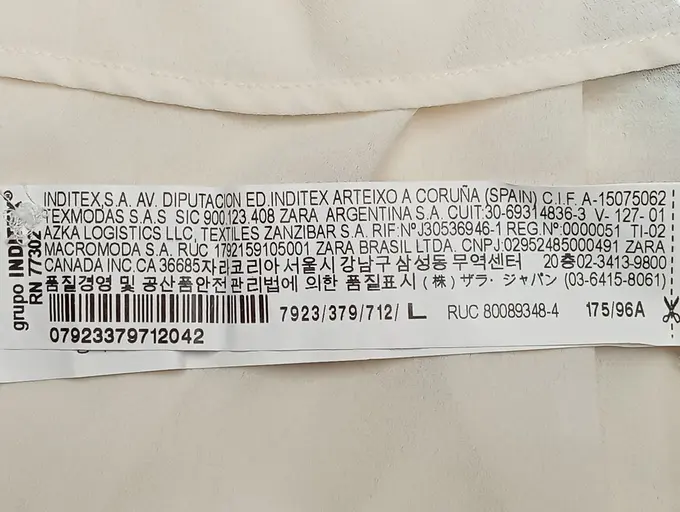 grupo INDITEX®
RN 77302
INDITEX,S.A. AV. DIPUTACION ED.INDITEX ARTEIXO A CORUÑA (SPAIN) C.I.F. A-15075062
TEXMODAS S.A.S SIC 900.123.408 ZARA ARGENTINA S.A. CUIT:30-69314836-3 V- 127- 01
AZKA LOGISTICS LLC, TEXTILES ZANZIBAR S.A. RIF:NºJ30536946-1 REG Nº:0000051 TI-02
MACROMODA S.A. RUC 1792159105001 ZARA BRASIL LTDA. CNPJ:02952485000491 ZARA
CANADA INC.CA 36685자라코리아 서울시 강남구 삼성동 무역센터 20층02-3413-9800
품질경영 및 공산품안전관리법에 의한 품질표시 (株) ザラ・ジャパン (03-6415-8061)
7923/379/712/ L RUC 80089348-4 175/96A
07923379712042